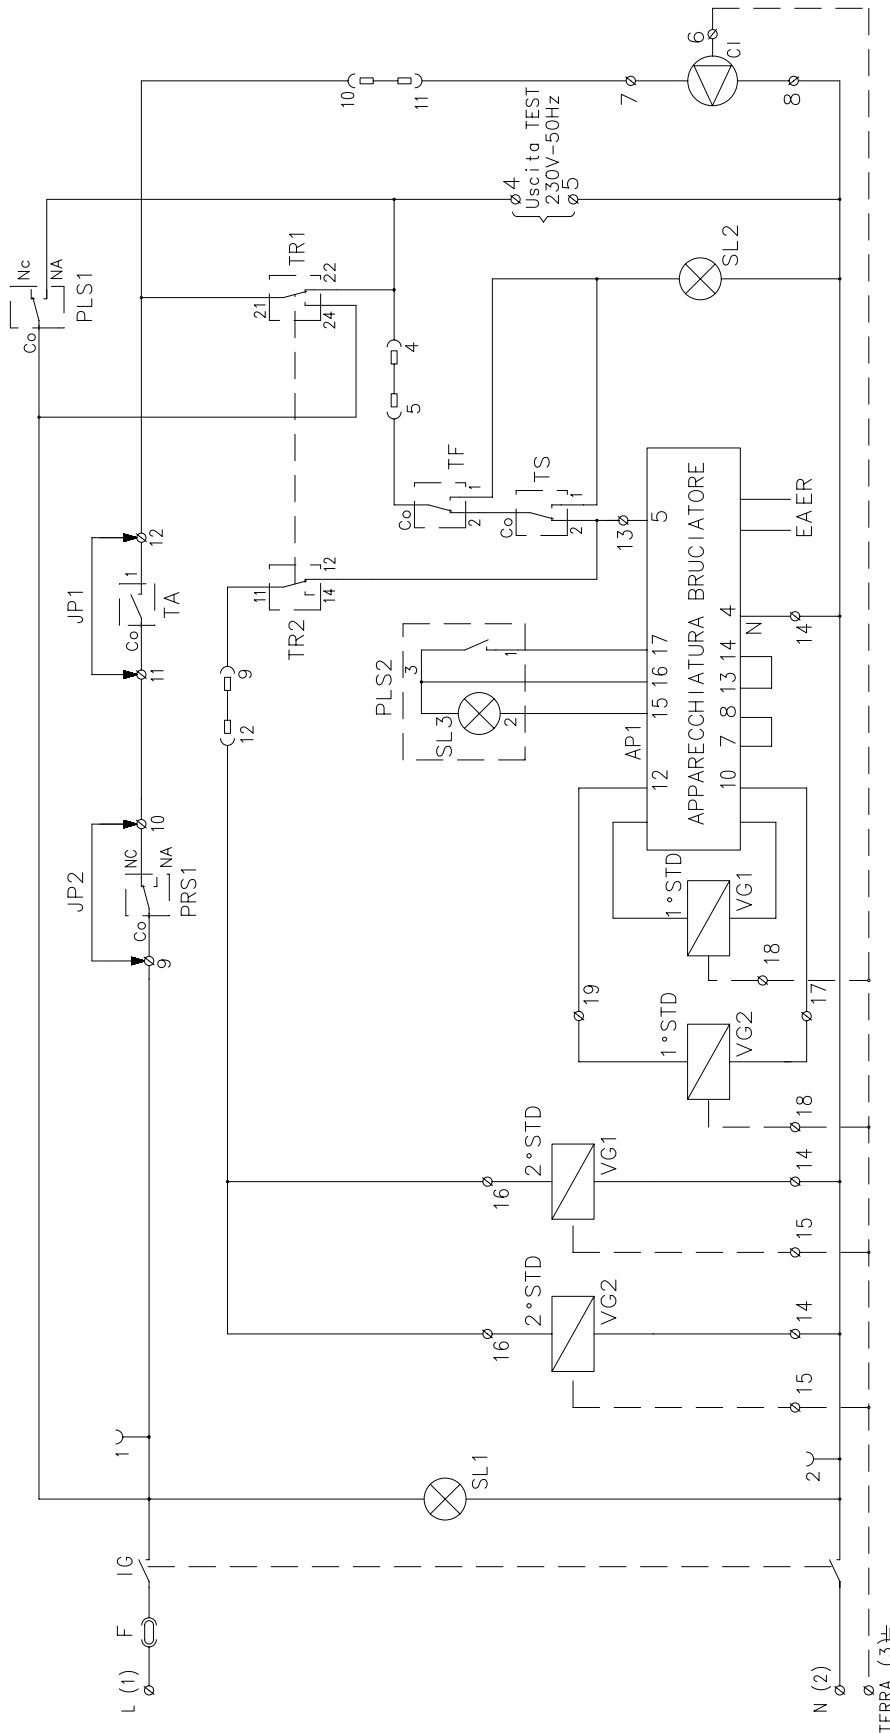 L (1)
F
IG
1
SL1
N (2)
2
TERRA (3)
16
2°STD
VG2
14
15
16
2°STD
VG1
14
15
1°STD
VG2
18
19
17
1°STD
VG1
18
JP2
9
10
Co
NC
NA
PRS1
JP1
11
12
Co
1
TA
12
9
TR2
11
12
14
PLS2
3
SL3
2
1
AP1
12
15
16
17
5
APPARECCHIATURA BRUCIATORE
10
7
8
13
14
4
N
14
EA
ER
13
TF
Co
2
1
TS
Co
2
1
5
4
TR1
21
22
24
PLS1
Co
Nc
NA
SL2
4
Uscita TEST
230V-50Hz
5
10
11
7
6
CI
8